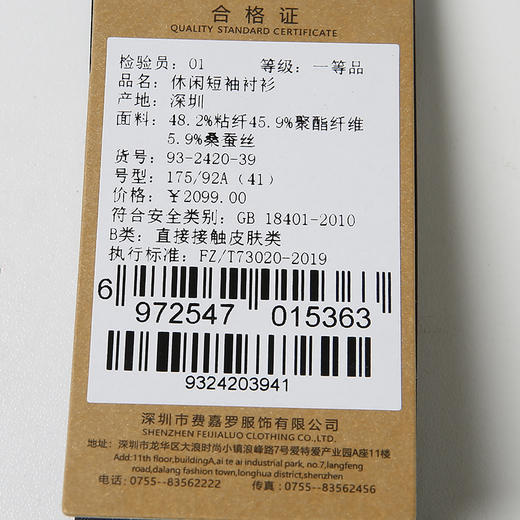 合格证
QUALITY STANDARD CERTIFICATE
检验员: 01 等级: 一等品
品名: 休闲短袖衬衫
产地: 深圳
面料: 48.2%粘纤45.9%聚酯纤维
5.9%桑蚕丝
货号: 93-2420-39
号型: 175/92A (41)
价格: ￥2099.00
符合安全类别: GB 18401-2010
B类: 直接接触皮肤类
执行标准: FZ/T73020-2019
6 972547 015363
9324203941
深圳市费嘉罗服饰有限公司
SHENZHEN FEIJIALUO CLOTHING CO.,LTD.
地址: 深圳市龙华区大浪时尚小镇浪峰路7号爱特爱产业园A座11楼
Add:11th floor,buildingA,ai te ai industrial park, no.7,langfeng
road,dalang fashion town,longhua district,shenzhen
电话: 0755--83562222 传真: 0755--83562456